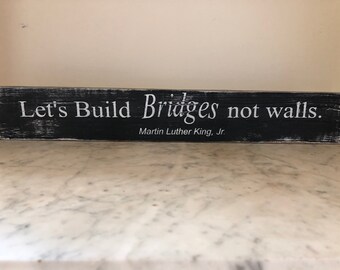 Let's Build Bridges not walls.
Martin Luther King, Jr.